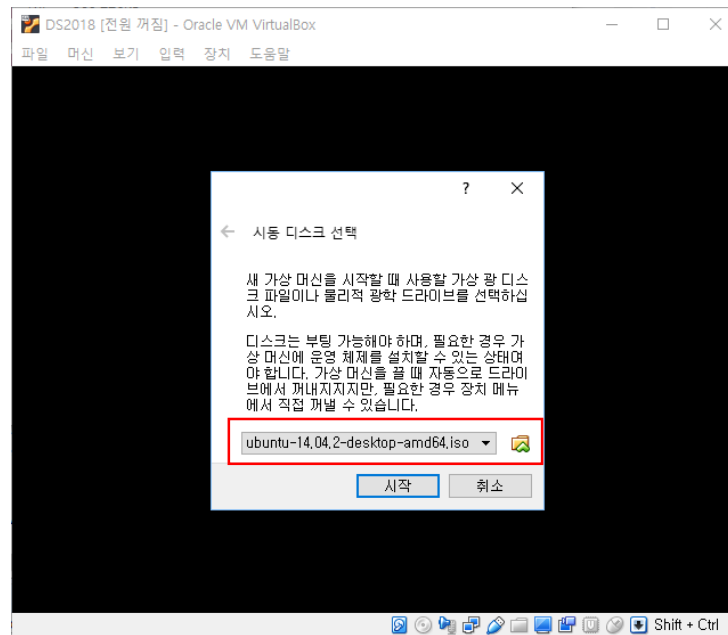 DS2018 [전원 꺼짐] - Oracle VM VirtualBox
파일 머신 보기 입력 장치 도움말
?
시동 디스크 선택
새 가상 머신을 시작할 때 사용할 가상 광 디스
크 파일이나 물리적 광학 드라이브를 선택하십
시오.
디스크는 부팅 가능해야 하며, 필요한 경우 가
상 머신에 운영 체제를 설치할 수 있는 상태여
야 합니다. 가상 머신을 끌 때 자동으로 드라이
브에서 꺼내지지지만, 필요한 경우 장치 메뉴
에서 직접 꺼낼 수 있습니다.
ubuntu-14.04.2-desktop-amd64.iso
시작 취소
Shift + Ctrl